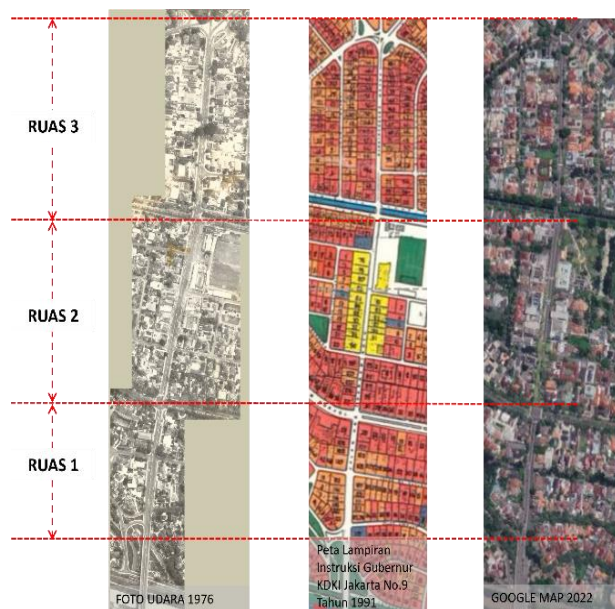 RUAS 3
RUAS 2
RUAS 1
FOTO UDARA 1976
Peta Lampiran
Instruksi Gubernur
KDKI Jakarta No.9
Tahun 1991
GOOGLE MAP 2022